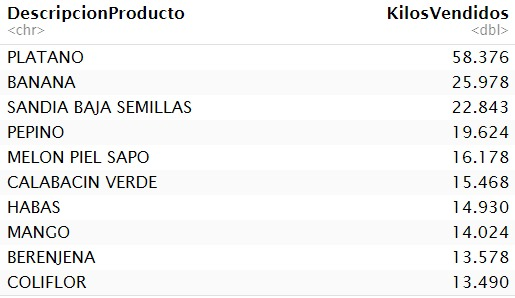 DescripcionProducto KilosVendidos
<chr> <dbl>
PLATANO 58.376
BANANA 25.978
SANDIA BAJA SEMILLAS 22.843
PEPINO 19.624
MELON PIEL SAPO 16.178
CALABACIN VERDE 15.468
HABAS 14.930
MANGO 14.024
BERENJENA 13.578
COLIFLOR 13.490